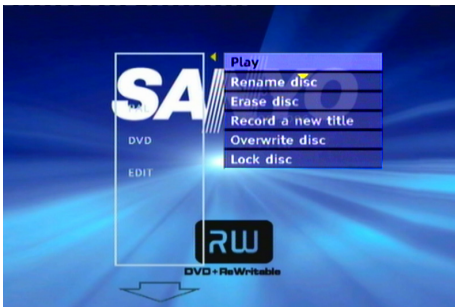 Play
Rename disc
Erase disc
Record a new title
Overwrite disc
Lock disc
DVD
EDIT
RW
DVD+ReWritable